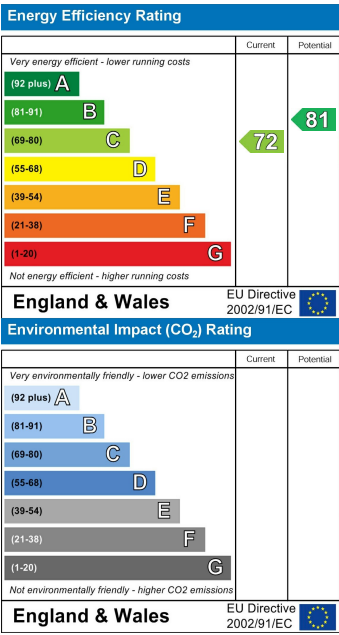 Energy Efficiency Rating
Current Potential
Very energy efficient - lower running costs
(92 plus) A
(81-91) B
81
(69-80) C
72
(55-68) D
(39-54) E
(21-38) F
(1-20) G
Not energy efficient - higher running costs
England & Wales
EU Directive
2002/91/EC
Environmental Impact (CO₂) Rating
Current Potential
Very environmentally friendly - lower CO2 emissions
(92 plus) A
(81-91) B
(69-80) C
(55-68) D
(39-54) E
(21-38) F
(1-20) G
Not environmentally friendly - higher CO2 emissions
England & Wales
EU Directive
2002/91/EC